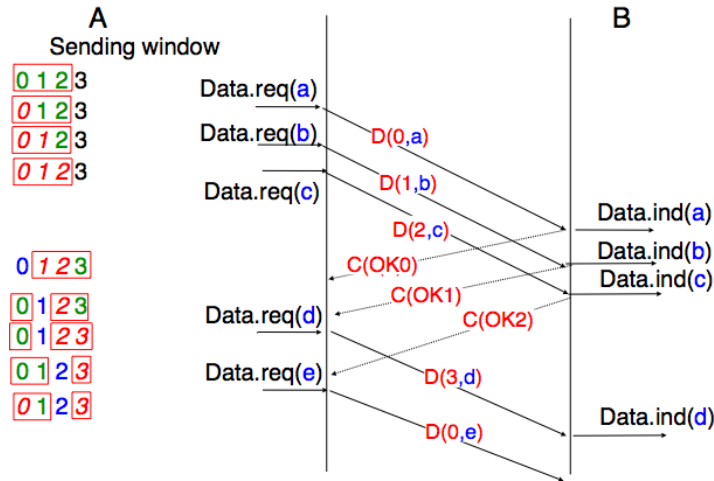 A
B
Sending window
0 1 2 3
Data.req(a)
0 1 2 3
Data.req(b)
D(0,a)
0 1 2 3
0 1 2 3
Data.req(c)
D(1,b)
D(2,c)
Data.ind(a)
Data.ind(b)
0 1 2 3
C(OK0)
Data.ind(c)
C(OK1)
0 1 2 3
Data.req(d)
C(OK2)
0 1 2 3
0 1 2 3
Data.req(e)
D(3,d)
0 1 2 3
Data.ind(d)
D(0,e)